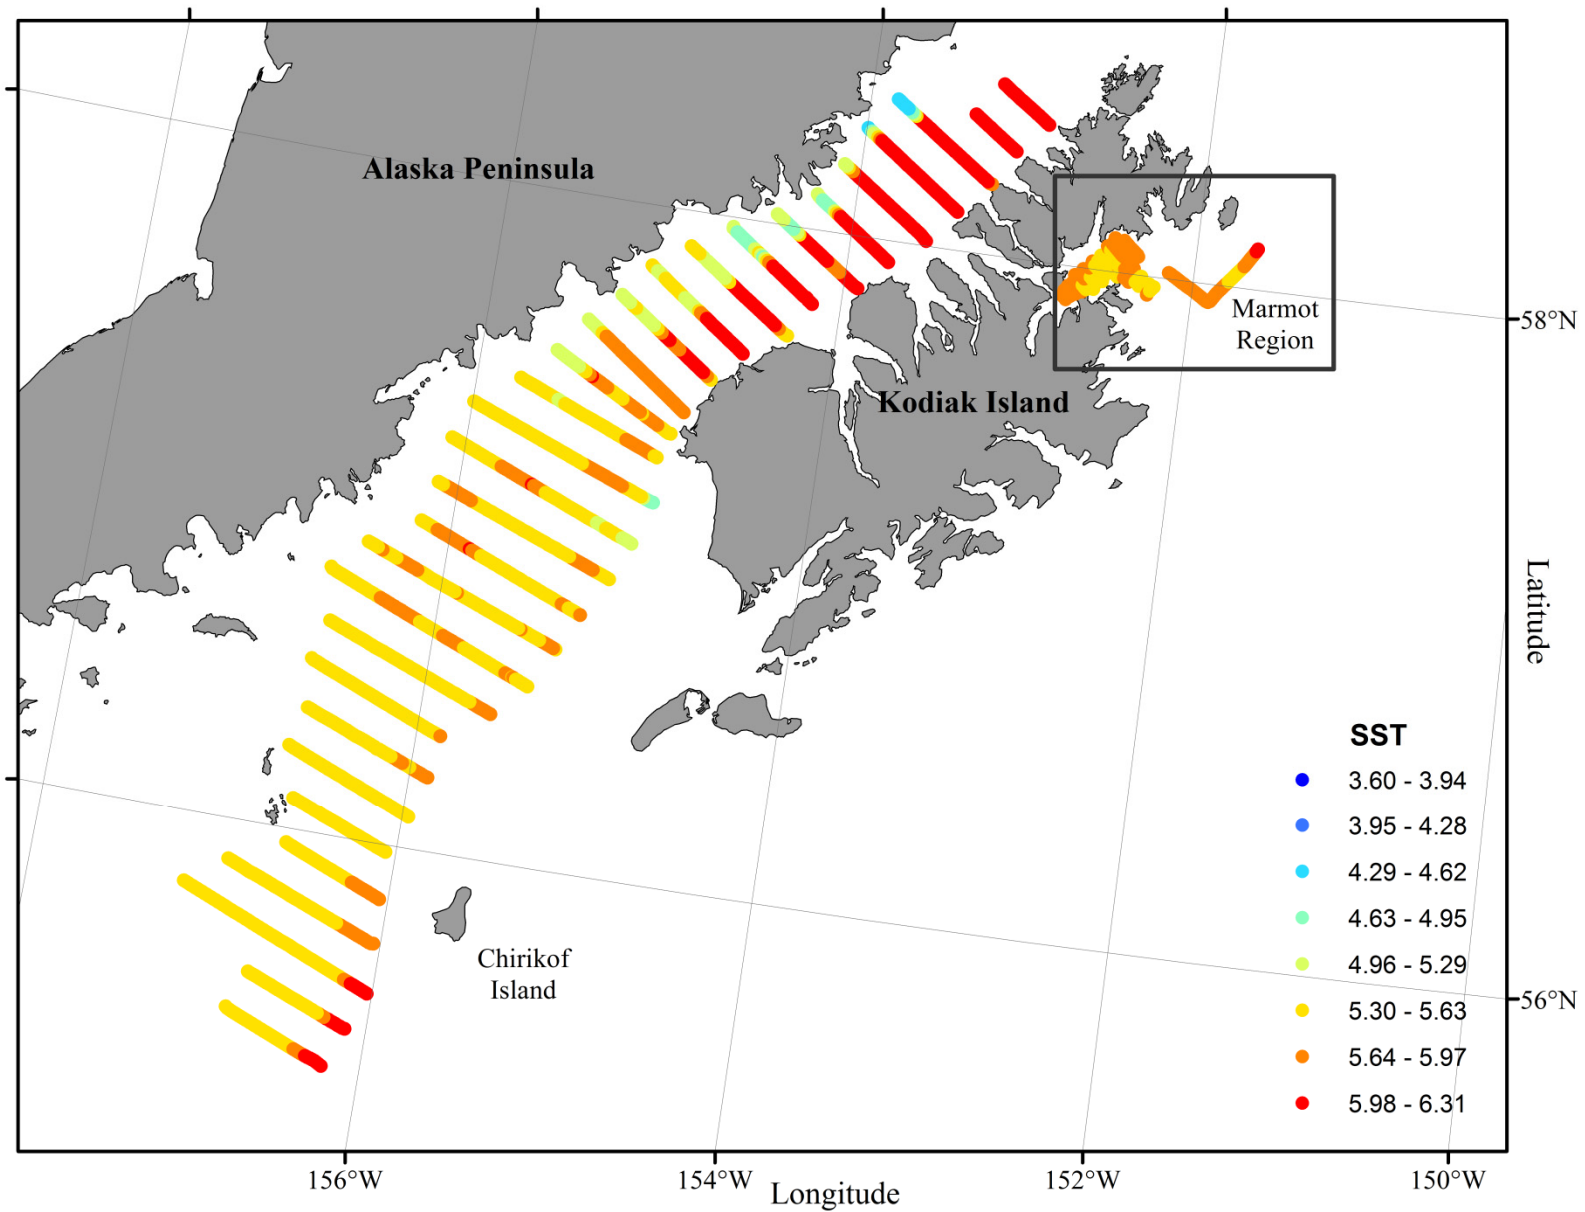 Alaska Peninsula
Marmot
Region
58°N
Kodiak Island
Latitude
SST
3.60 - 3.94
3.95 - 4.28
4.29 - 4.62
4.63 - 4.95
4.96 - 5.29
5.30 - 5.63
5.64 - 5.97
5.98 - 6.31
Chirikof
Island
56°N
156°W
154°W
152°W
150°W
Longitude